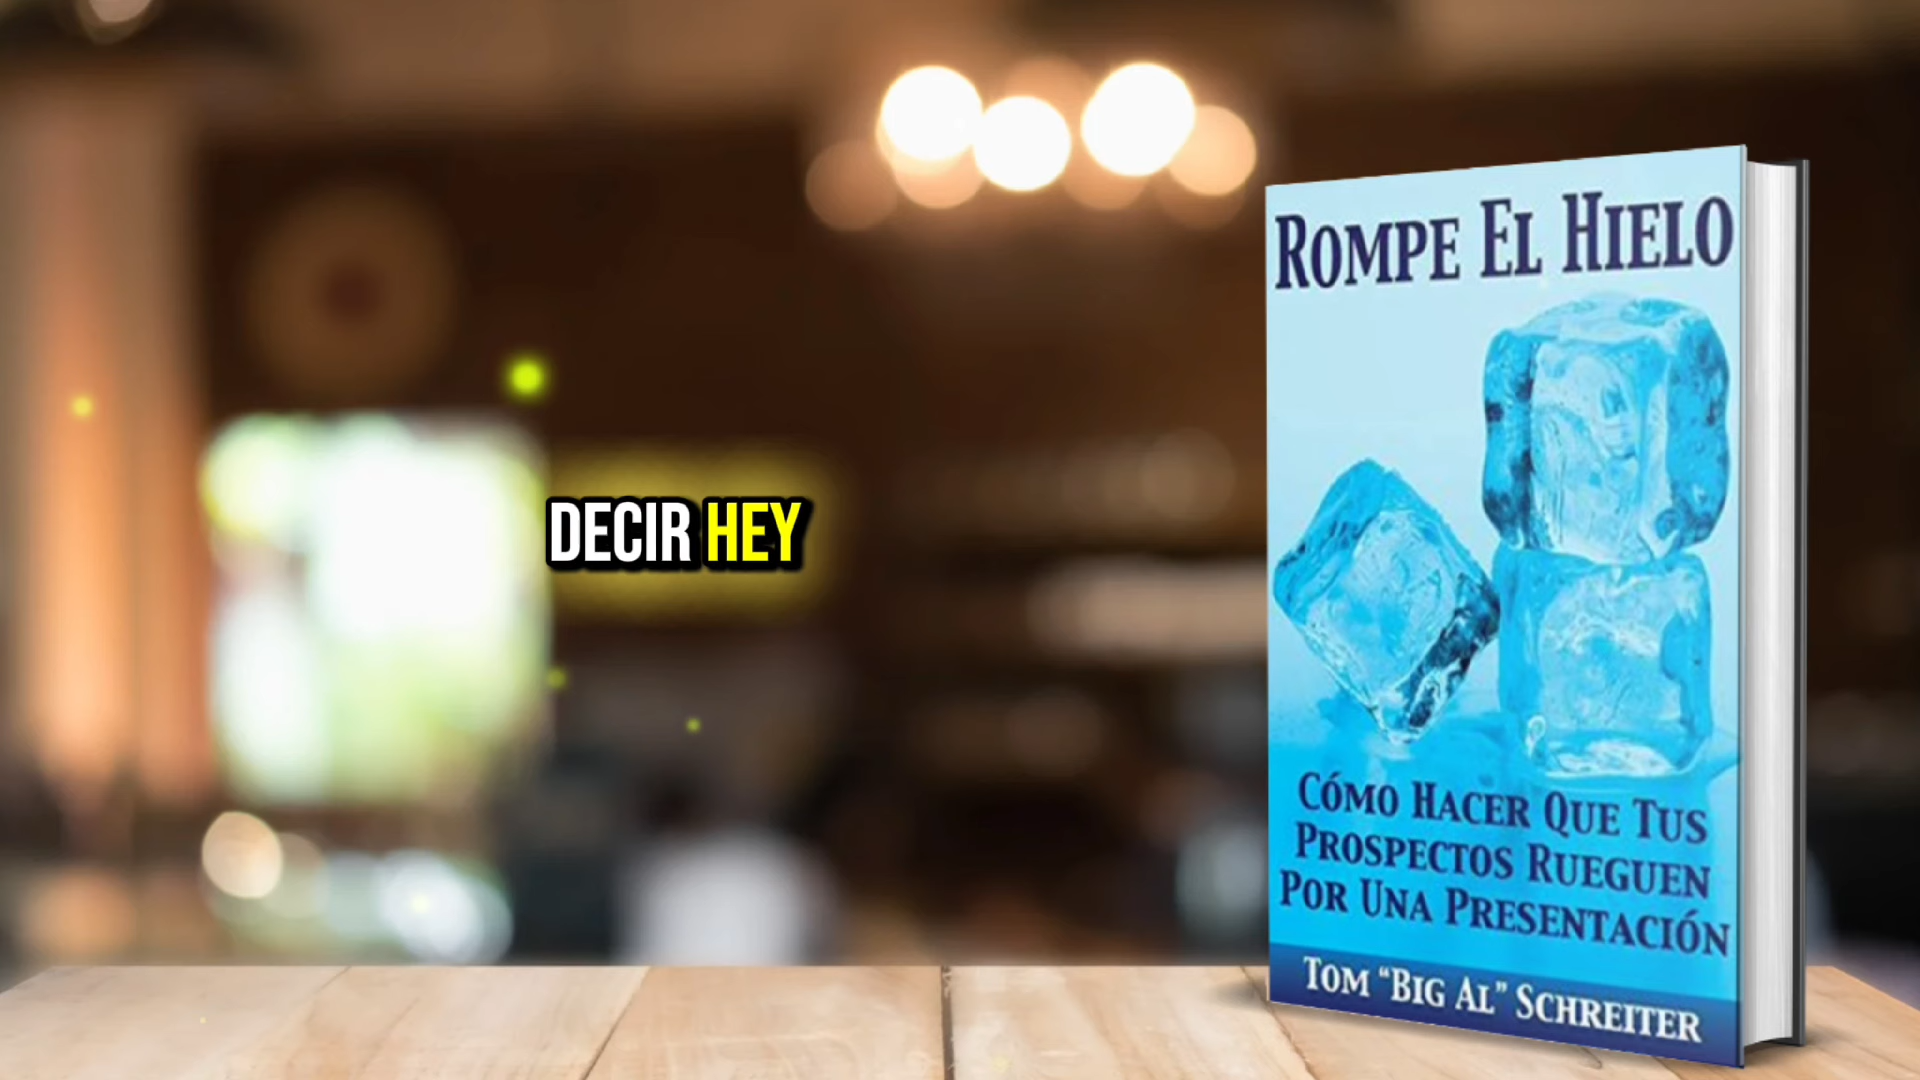 DECIR HEY
ROMPE EL HIELO
CÓMO HACER QUE TUS
PROSPECTOS RUEGUEN
POR UNA PRESENTACIÓN
TOM “BIG AL” SCHREITER